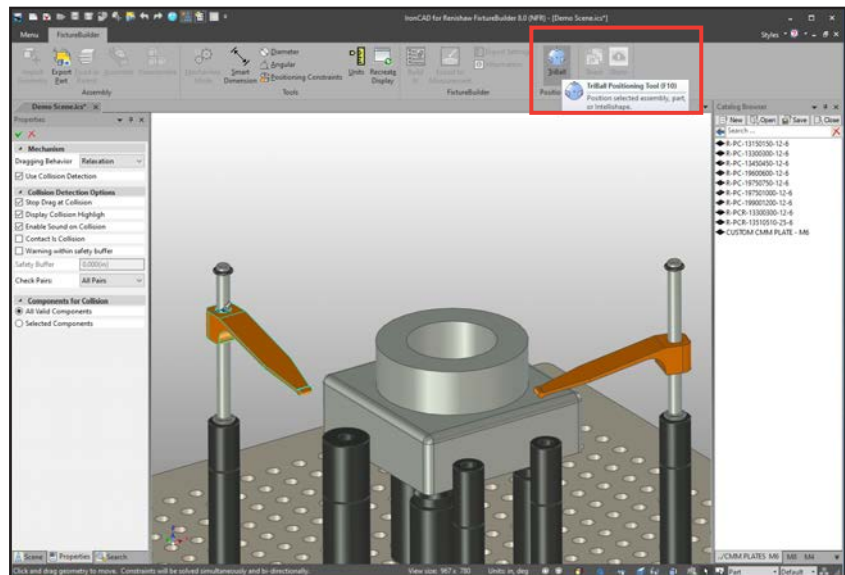 IronCAD for Renishaw FixtureBuilder 8.0 (NFR) - [Demo Scene.ics*]
Menu FixtureBuilder
Styles
Export Part
Smart Dimension
Diameter
Angular
Positioning Constraints
Units
Recreate Display
TriBall
Assembly
Tools
FixtureBuilder
TriBall Positioning Tool (F10)
Position selected assembly, part, or Intellishape.
Demo Scene.ics*
Properties
Mechanism
Dragging Behavior Relaxation
Use Collision Detection
Collision Detection Options
Stop Drag at Collision
Display Collision Highligh
Enable Sound on Collision
Contact Is Collision
Warning within safety buffer
Safety Buffer 0.000(in)
Check Pairs: All Pairs
Components for Collision
All Valid Components
Selected Components
Catalog Browser
New Open Save Close
Search ...
R-PC-13150150-12-6
R-PC-13300300-12-6
R-PC-13450450-12-6
R-PC-19600600-12-6
R-PC-19750750-12-6
R-PC-197501000-12-6
R-PC-199001200-12-6
R-PCR-13300300-12-6
R-PCR-13510510-25-6
CUSTOM CMM PLATE - M6
Scene Properties Search
.../CMM PLATES M6 M8 M4
Click and drag geometry to move. Constraints will be solved simultaneously and bi-directionally.
View size: 967 x 780 Units: in, deg
Part Default